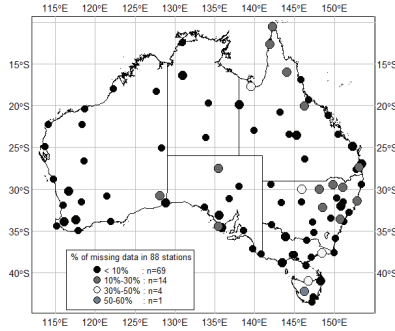 115°E 120°E 125°E 130°E 135°E 140°E 145°E 150°E
15°S 15°S
20°S 20°S
25°S 25°S
30°S 30°S
35°S 35°S
40°S 40°S
% of missing data in 88 stations
< 10% : n=69
10%-30% : n=14
30%-50% : n=4
50-60% : n=1
115°E 120°E 125°E 130°E 135°E 140°E 145°E 150°E